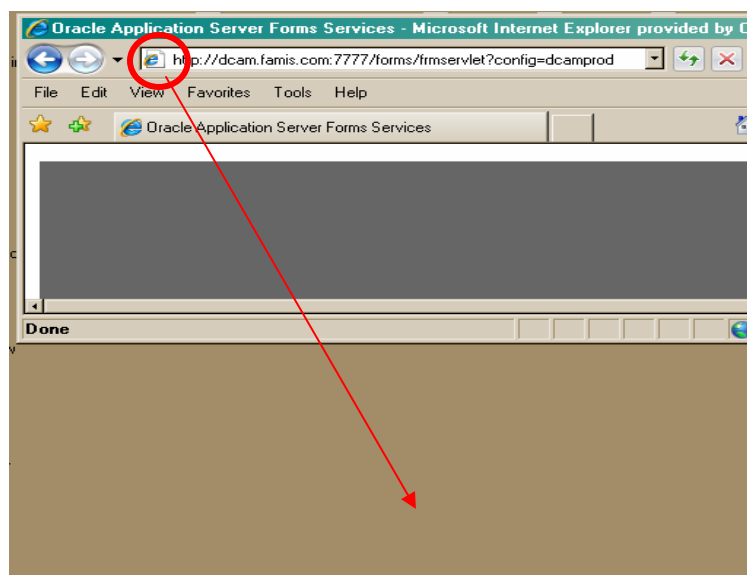 Oracle Application Server Forms Services - Microsoft Internet Explorer provided by
http://dcam.famis.com:7777/forms/frmservlet?config=dcamprod
File Edit View Favorites Tools Help
Oracle Application Server Forms Services
Done